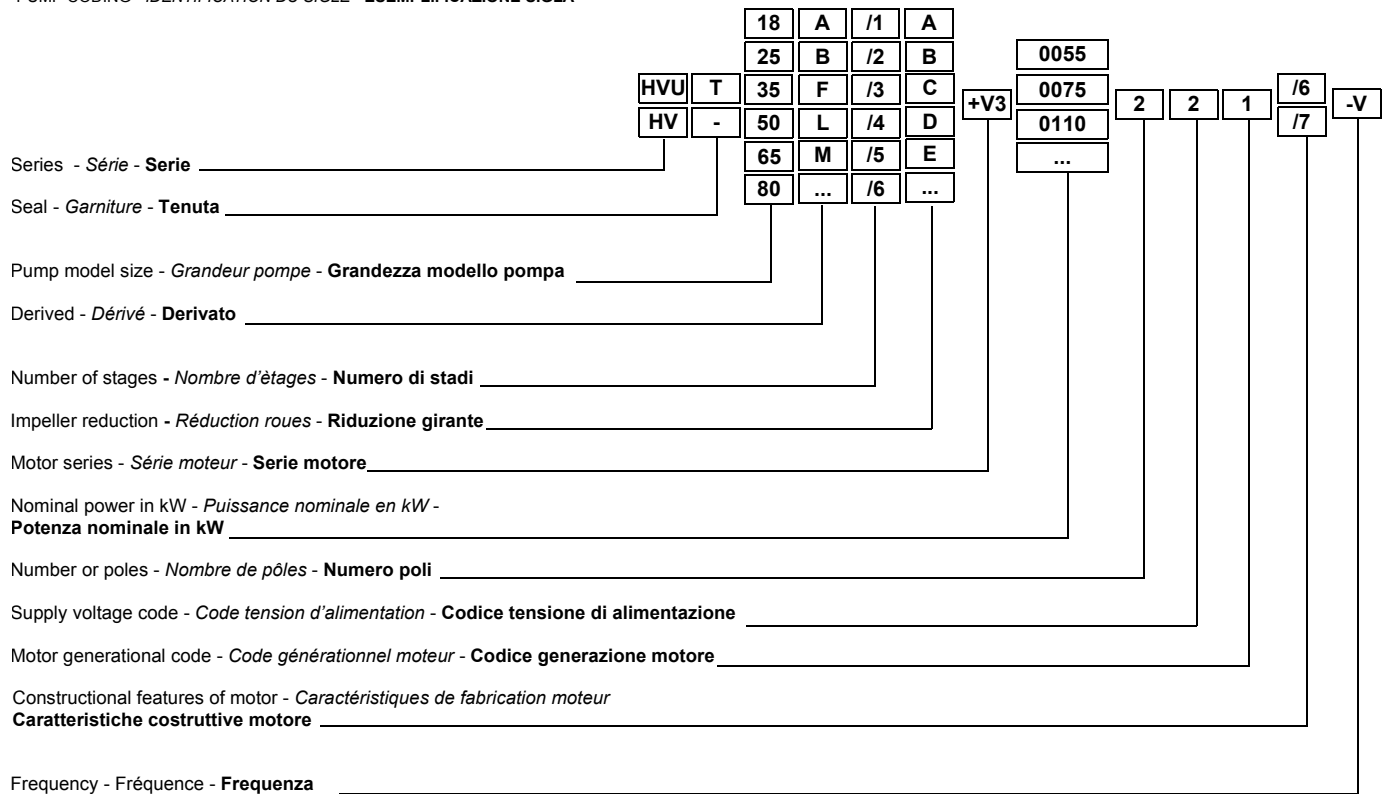 18 A /1 A
25 B /2 B 0055
HVU T 35 F /3 C +V3 0075 2 2 1 /6 -V
HV - 50 L /4 D 0110 /7
65 M /5 E ...
80 ... /6 ...
Series - Série - Serie
Seal - Garniture - Tenuta
Pump model size - Grandeur pompe - Grandezza modello pompa
Derived - Dérivé - Derivato
Number of stages - Nombre d'ètages - Numero di stadi
Impeller reduction - Réduction roues - Riduzione girante
Motor series - Série moteur - Serie motore
Nominal power in kW - Puissance nominale en kW -
Potenza nominale in kW
Number or poles - Nombre de pôles - Numero poli
Supply voltage code - Code tension d'alimentation - Codice tensione di alimentazione
Motor generational code - Code générationnel moteur - Codice generazione motore
Constructional features of motor - Caractéristiques de fabrication moteur
Caratteristiche costruttive motore
Frequency - Fréquence - Frequenza